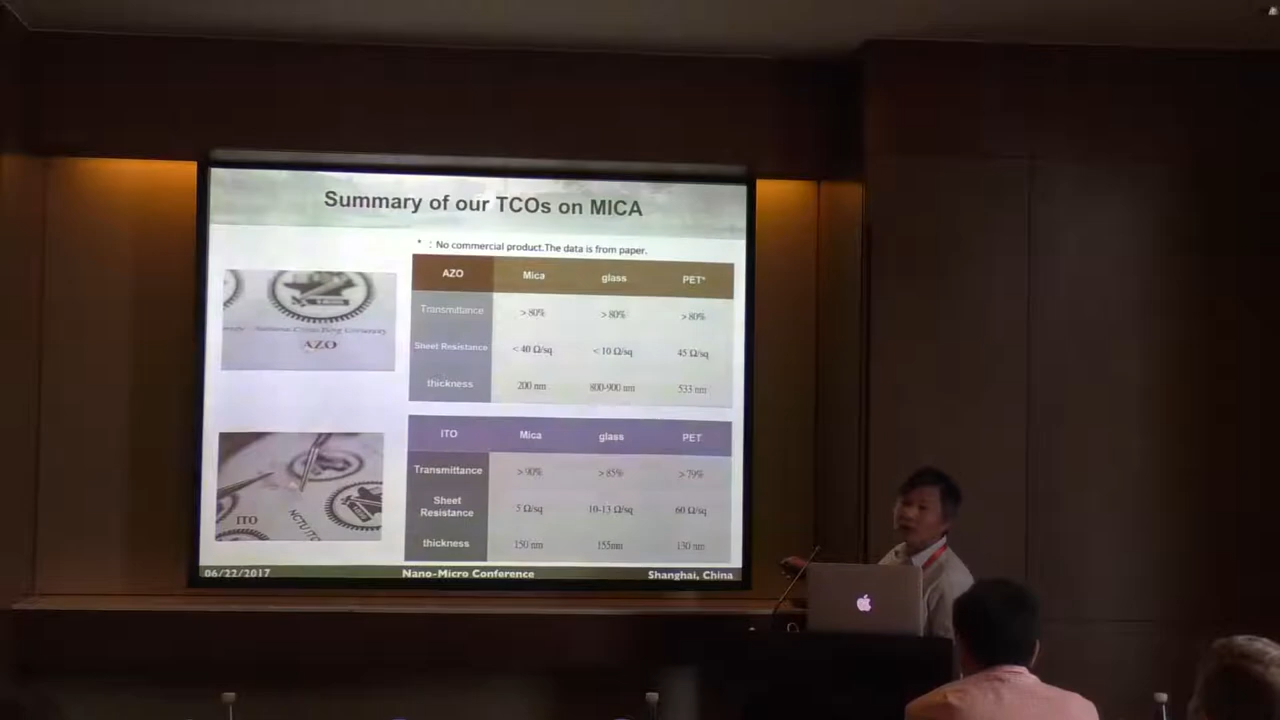 Summary of our TCOs on MICA
* : No commercial product.The data is from paper.
AZO Mica glass PET*
Transmittance >80% >80% >80%
Sheet Resistance <40 Ω/sq <10 Ω/sq 45 Ω/sq
thickness 200 nm 800-900 nm 533 nm
AZO
ITO Mica glass PET
Transmittance >90% >85% >79%
Sheet
Resistance 5 Ω/sq 10-13 Ω/sq 60 Ω/sq
thickness 150 nm 155nm 130 nm
ITO
NCTU ITO
06/22/2017 Nano-Micro Conference Shanghai, China